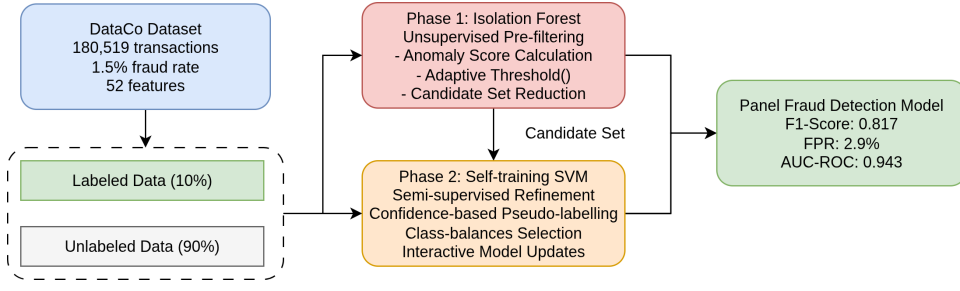 DataCo Dataset
180,519 transactions
1.5% fraud rate
52 features
Labeled Data (10%)
Unlabeled Data (90%)
Phase 1: Isolation Forest
Unsupervised Pre-filtering
- Anomaly Score Calculation
- Adaptive Threshold()
- Candidate Set Reduction
Candidate Set
Phase 2: Self-training SVM
Semi-supervised Refinement
Confidence-based Pseudo-labelling
Class-balances Selection
Interactive Model Updates
Panel Fraud Detection Model
F1-Score: 0.817
FPR: 2.9%
AUC-ROC: 0.943